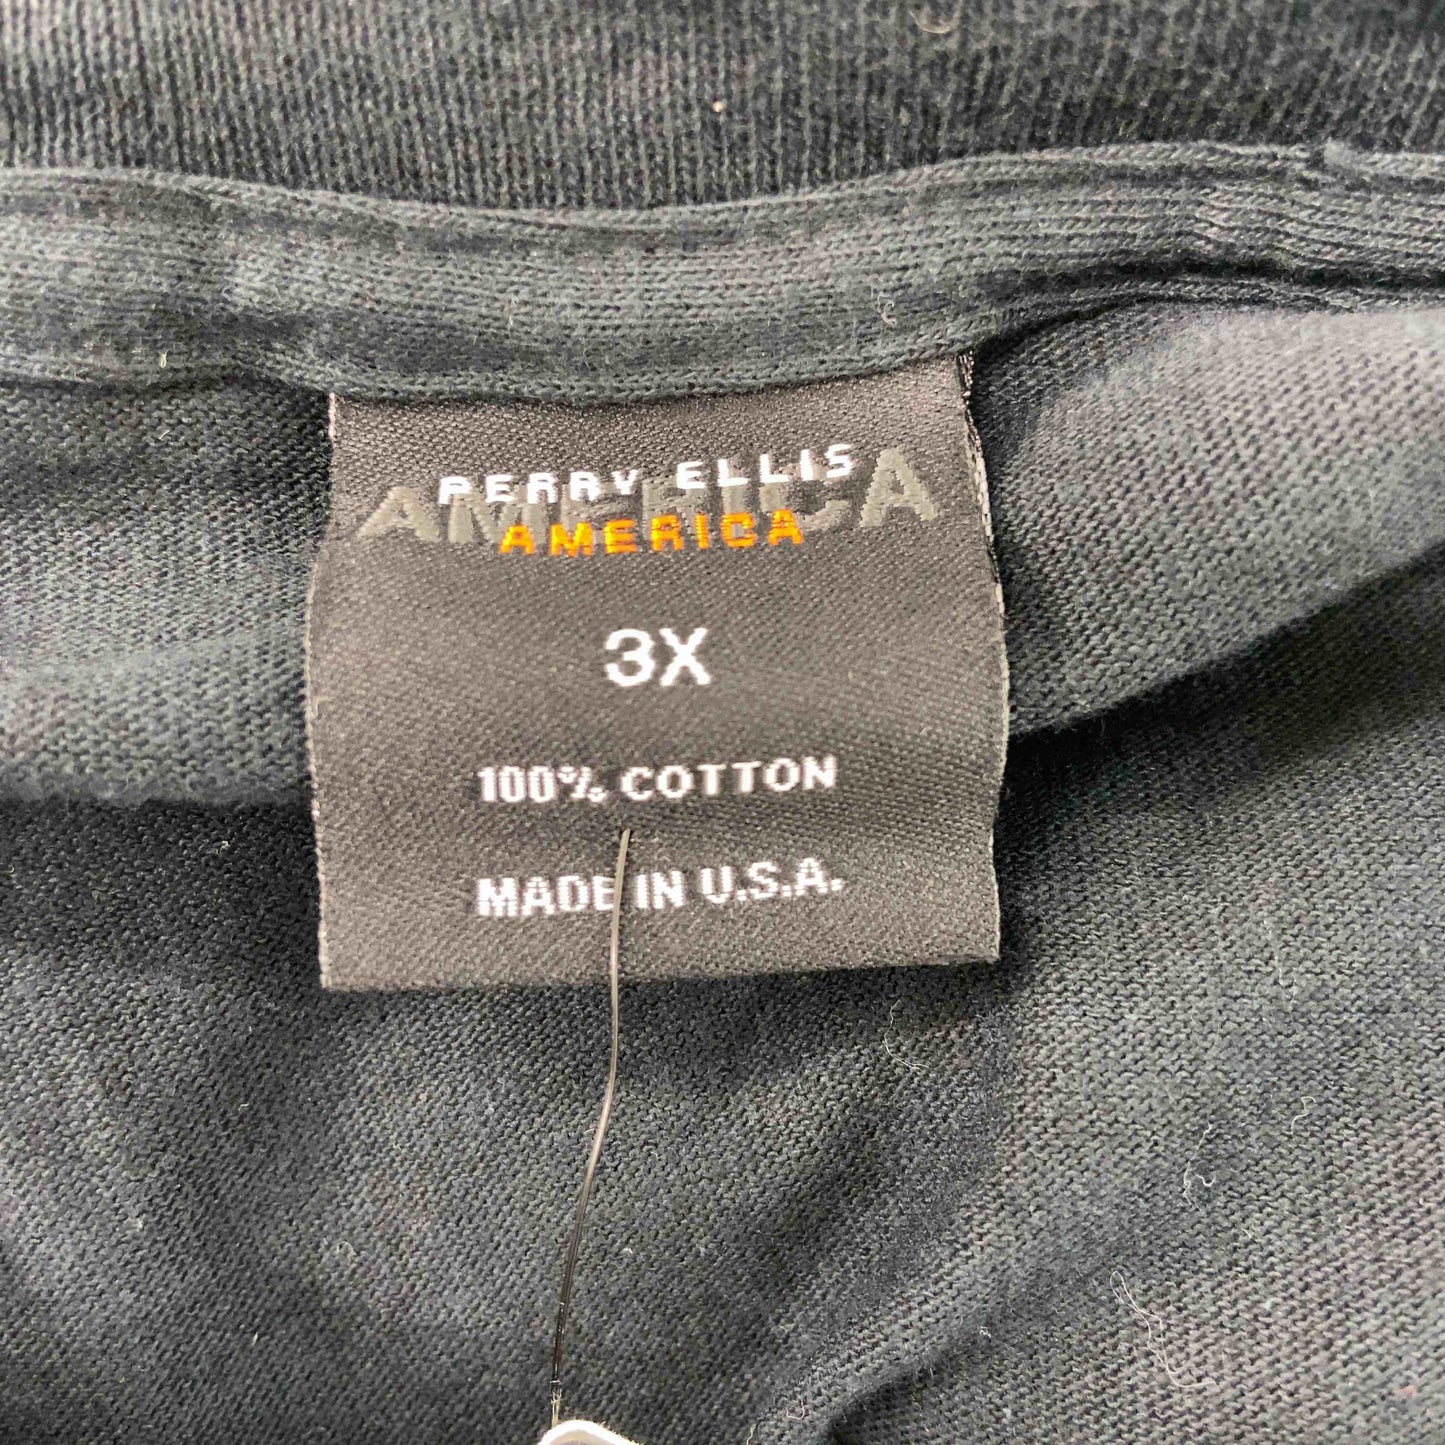 PERRY ELLIS
AMERICA
AMERICA
3X
100% COTTON
MADE IN U.S.A.